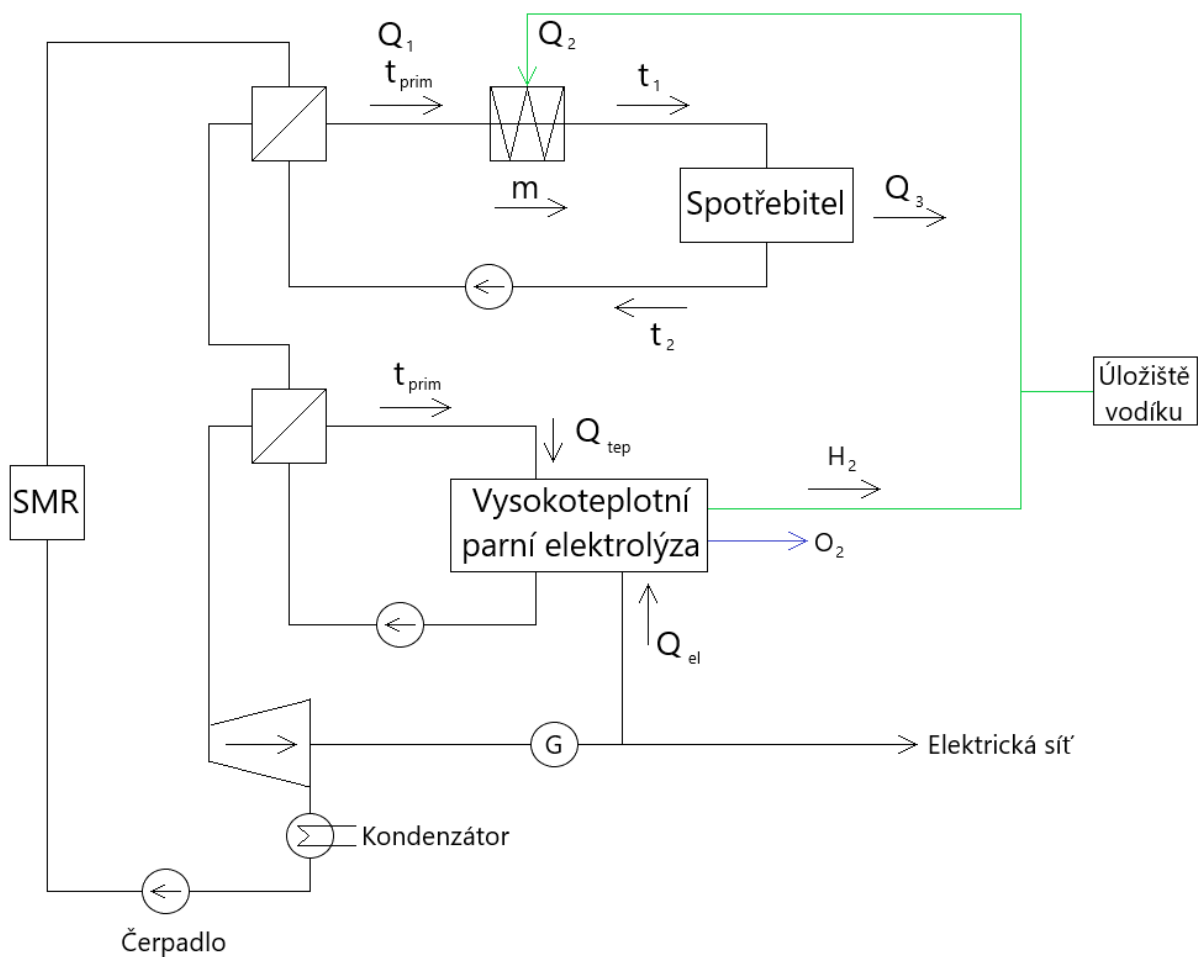 Q1
Q2
tprim
t1
m
Spotřebitel
Q3
t2
tprim
Úložiště
vodíku
Qtep
H2
SMR
Vysokoteplotní
parní elektrolýza
O2
Qel
G
Elektrická síť
Kondenzátor
Čerpadlo